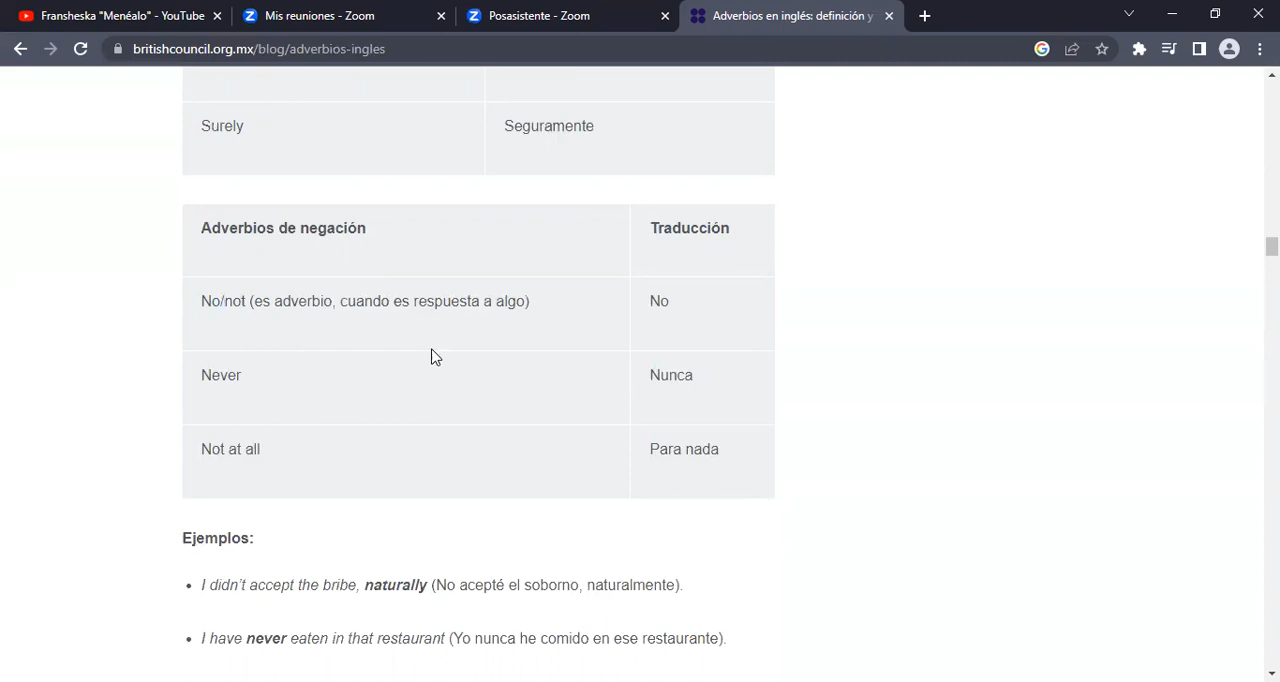 Fransheska "Menéalo" - YouTube
Mis reuniones - Zoom
Posasistente - Zoom
Adverbios en inglés: definición y
britishcouncil.org.mx/blog/adverbios-ingles
Surely Seguramente
Adverbios de negación Traducción
No/not (es adverbio, cuando es respuesta a algo) No
Never Nunca
Not at all Para nada
Ejemplos:
• I didn't accept the bribe, naturally (No acepté el soborno, naturalmente).
• I have never eaten in that restaurant (Yo nunca he comido en ese restaurante).